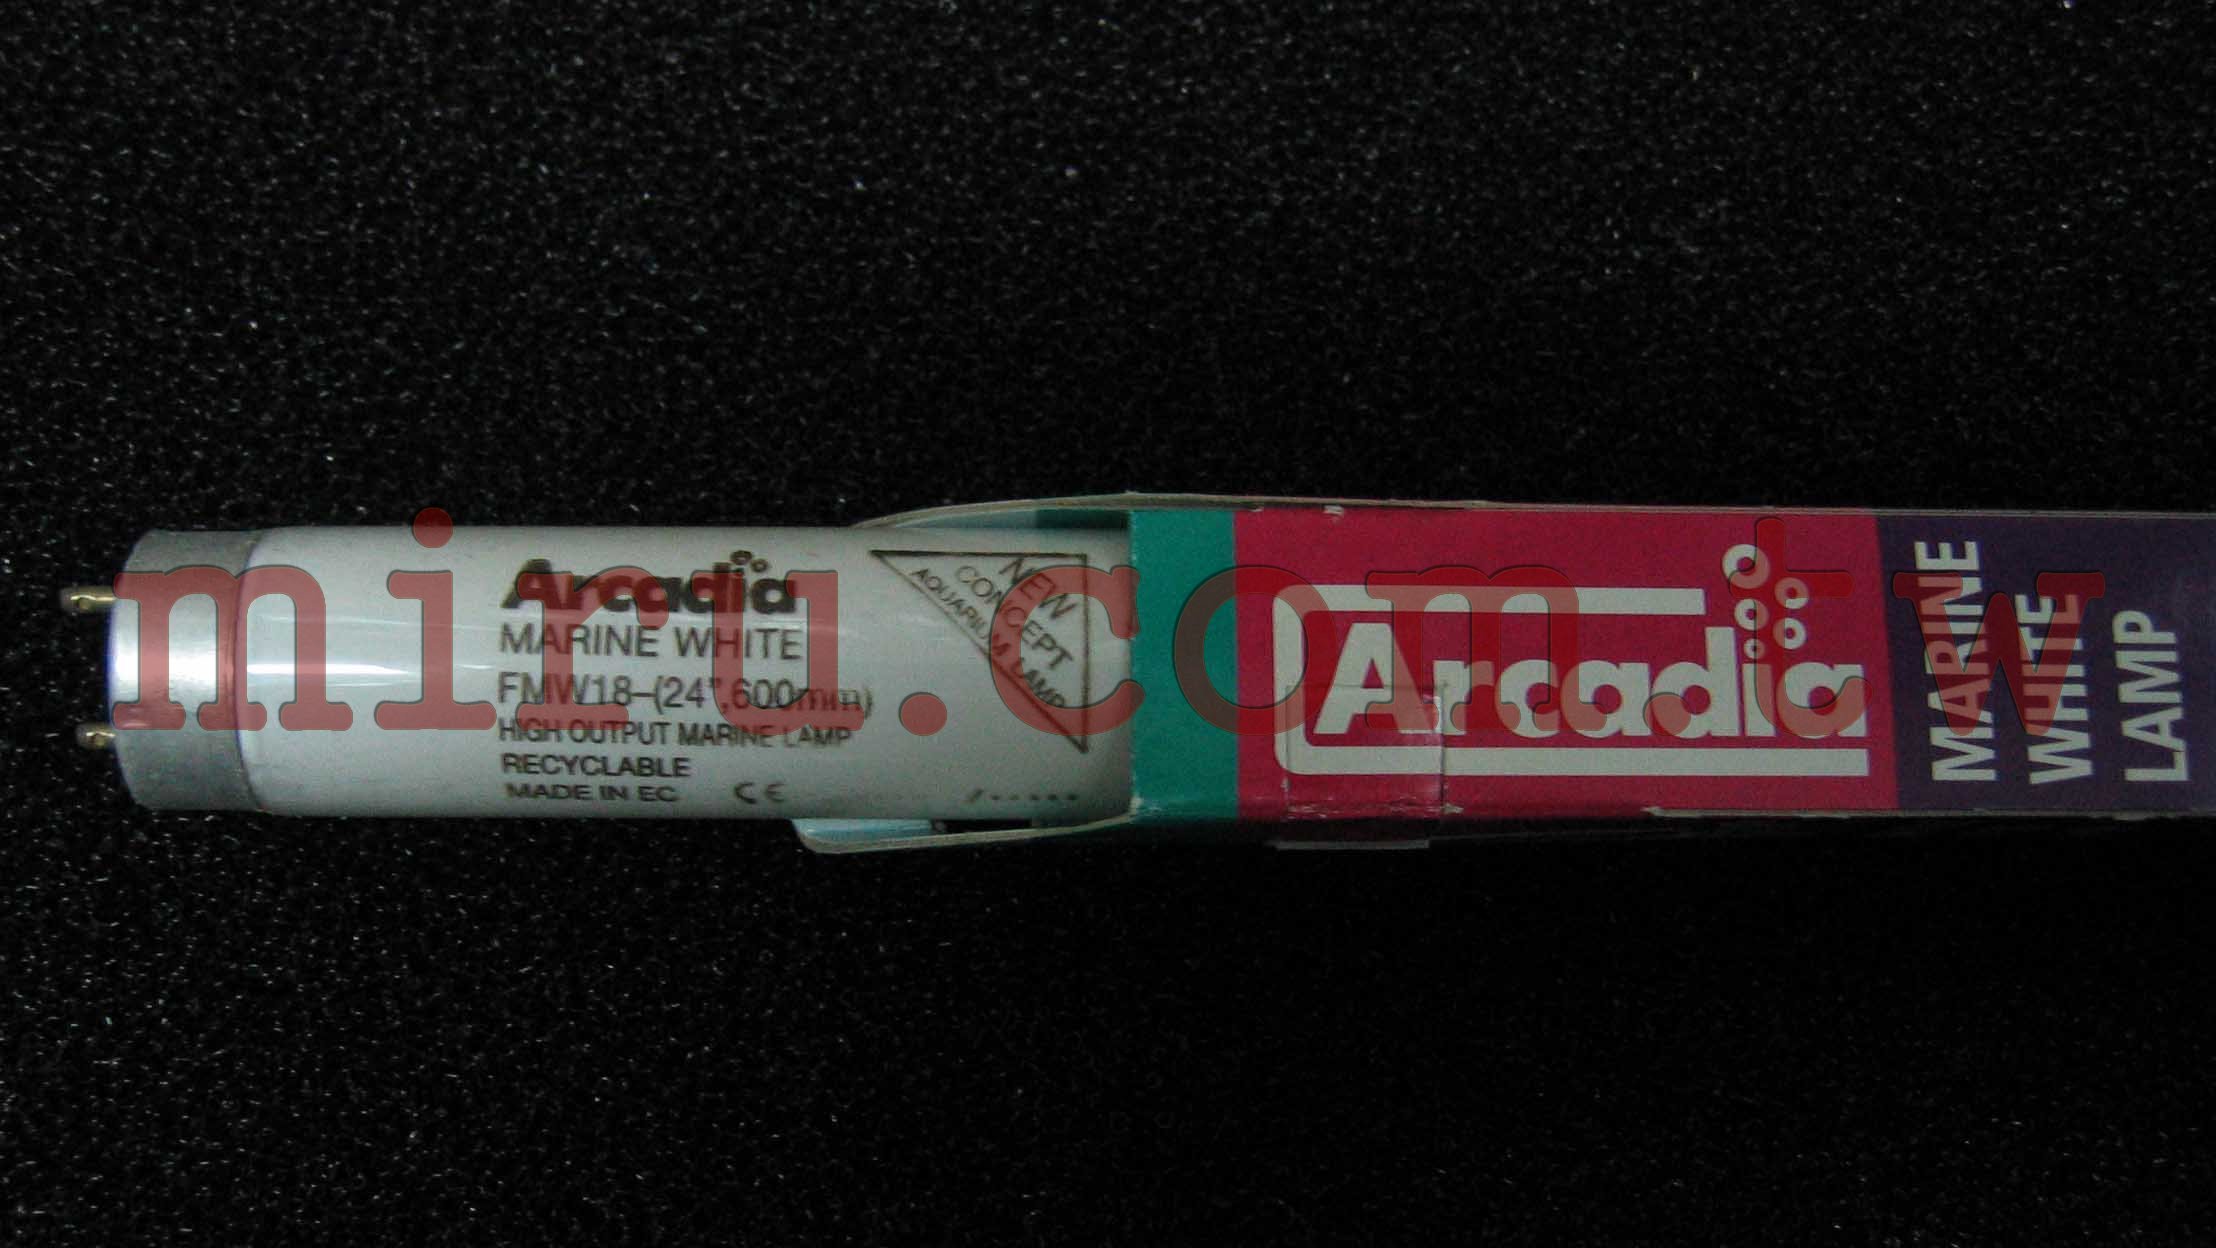 Arcadia
MARINE WHITE
FMW18-(24",600mm)
HIGH OUTPUT MARINE LAMP
RECYCLABLE
MADE IN EC CE
NEW
CONCEPT
AQUARIUM LAMP
Arcadia
MARINE
WHITE
LAMP
miru.com.tw